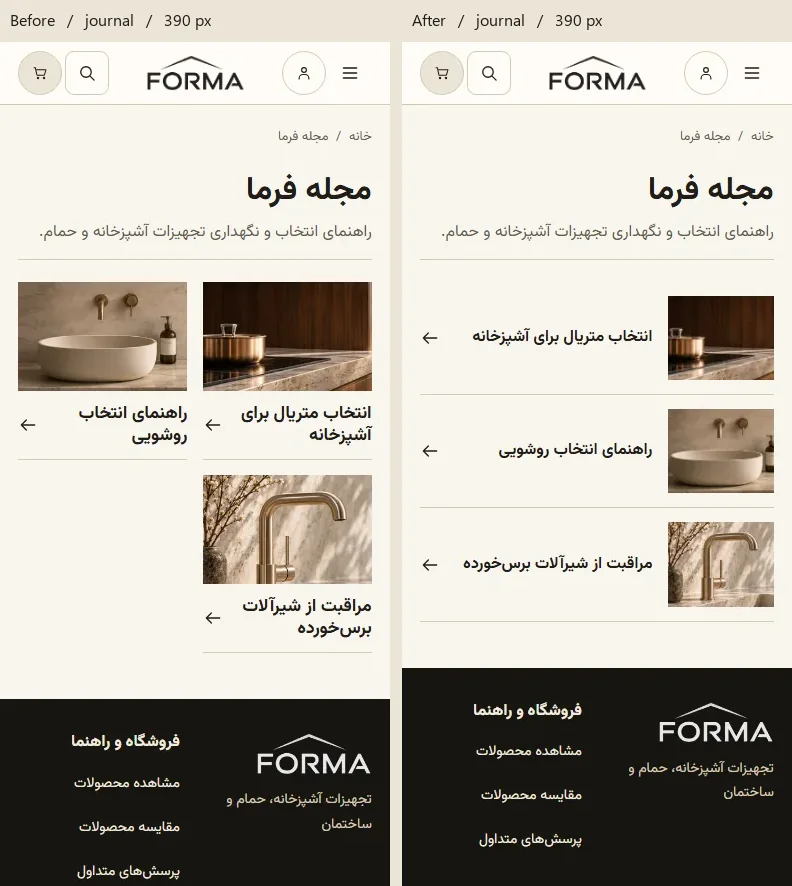 Before / journal / 390 px
FORMA
خانه / مجله فرما
مجله فرما
راهنمای انتخاب و نگهداری تجهیزات آشپزخانه و حمام.
انتخاب متریال برای
آشپزخانه
راهنمای انتخاب
روشویی
مراقبت از شیرآلات
برس‌خورده
FORMA
تجهیزات آشپزخانه، حمام و
ساختمان
فروشگاه و راهنما
مشاهده محصولات
مقایسه محصولات
پرسش‌های متداول
After / journal / 390 px
FORMA
خانه / مجله فرما
مجله فرما
راهنمای انتخاب و نگهداری تجهیزات آشپزخانه و حمام.
انتخاب متریال برای آشپزخانه
راهنمای انتخاب روشویی
مراقبت از شیرآلات برس‌خورده
FORMA
تجهیزات آشپزخانه، حمام و
ساختمان
فروشگاه و راهنما
مشاهده محصولات
مقایسه محصولات
پرسش‌های متداول